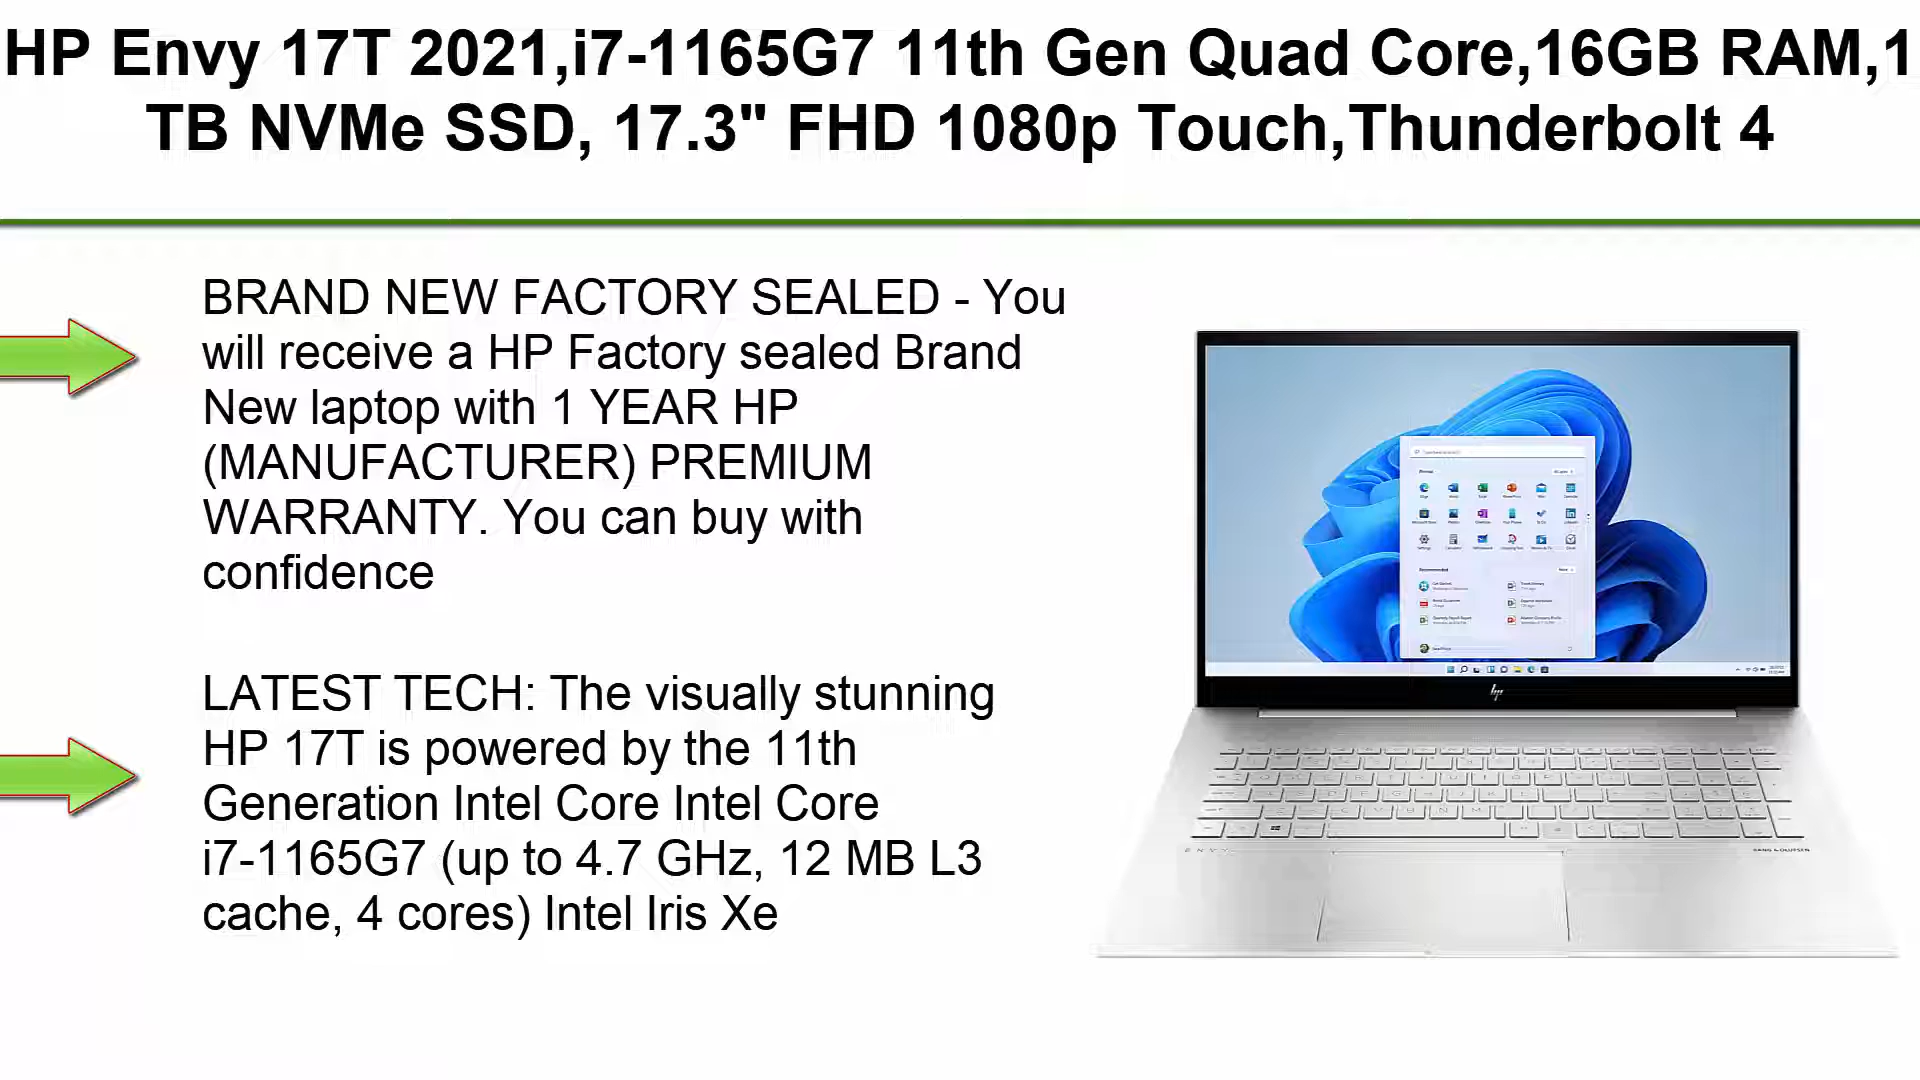 HP Envy 17T 2021,i7-1165G7 11th Gen Quad Core,16GB RAM,1
TB NVMe SSD, 17.3" FHD 1080p Touch,Thunderbolt 4
BRAND NEW FACTORY SEALED - You
will receive a HP Factory sealed Brand
New laptop with 1 YEAR HP
(MANUFACTURER) PREMIUM
WARRANTY. You can buy with
confidence
LATEST TECH: The visually stunning
HP 17T is powered by the 11th
Generation Intel Core Intel Core
i7-1165G7 (up to 4.7 GHz, 12 MB L3
cache, 4 cores) Intel Iris Xe
hp
ENVY
BANG & OLUFSEN